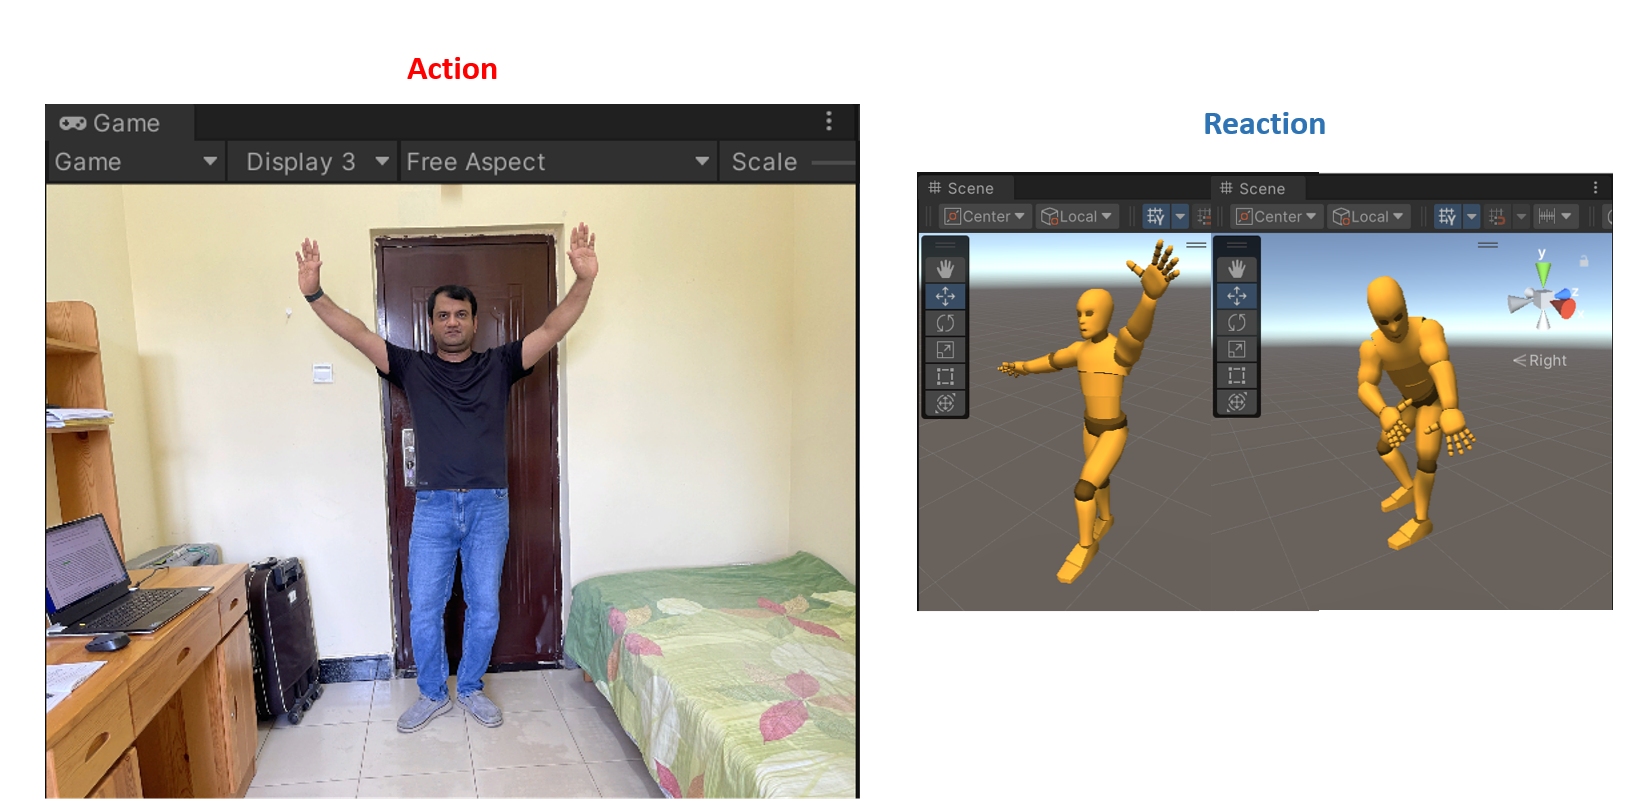 Action
Game
Game Display 3 Free Aspect Scale
Reaction
Scene
Center Local
Scene
Center Local
y
z
x
Right